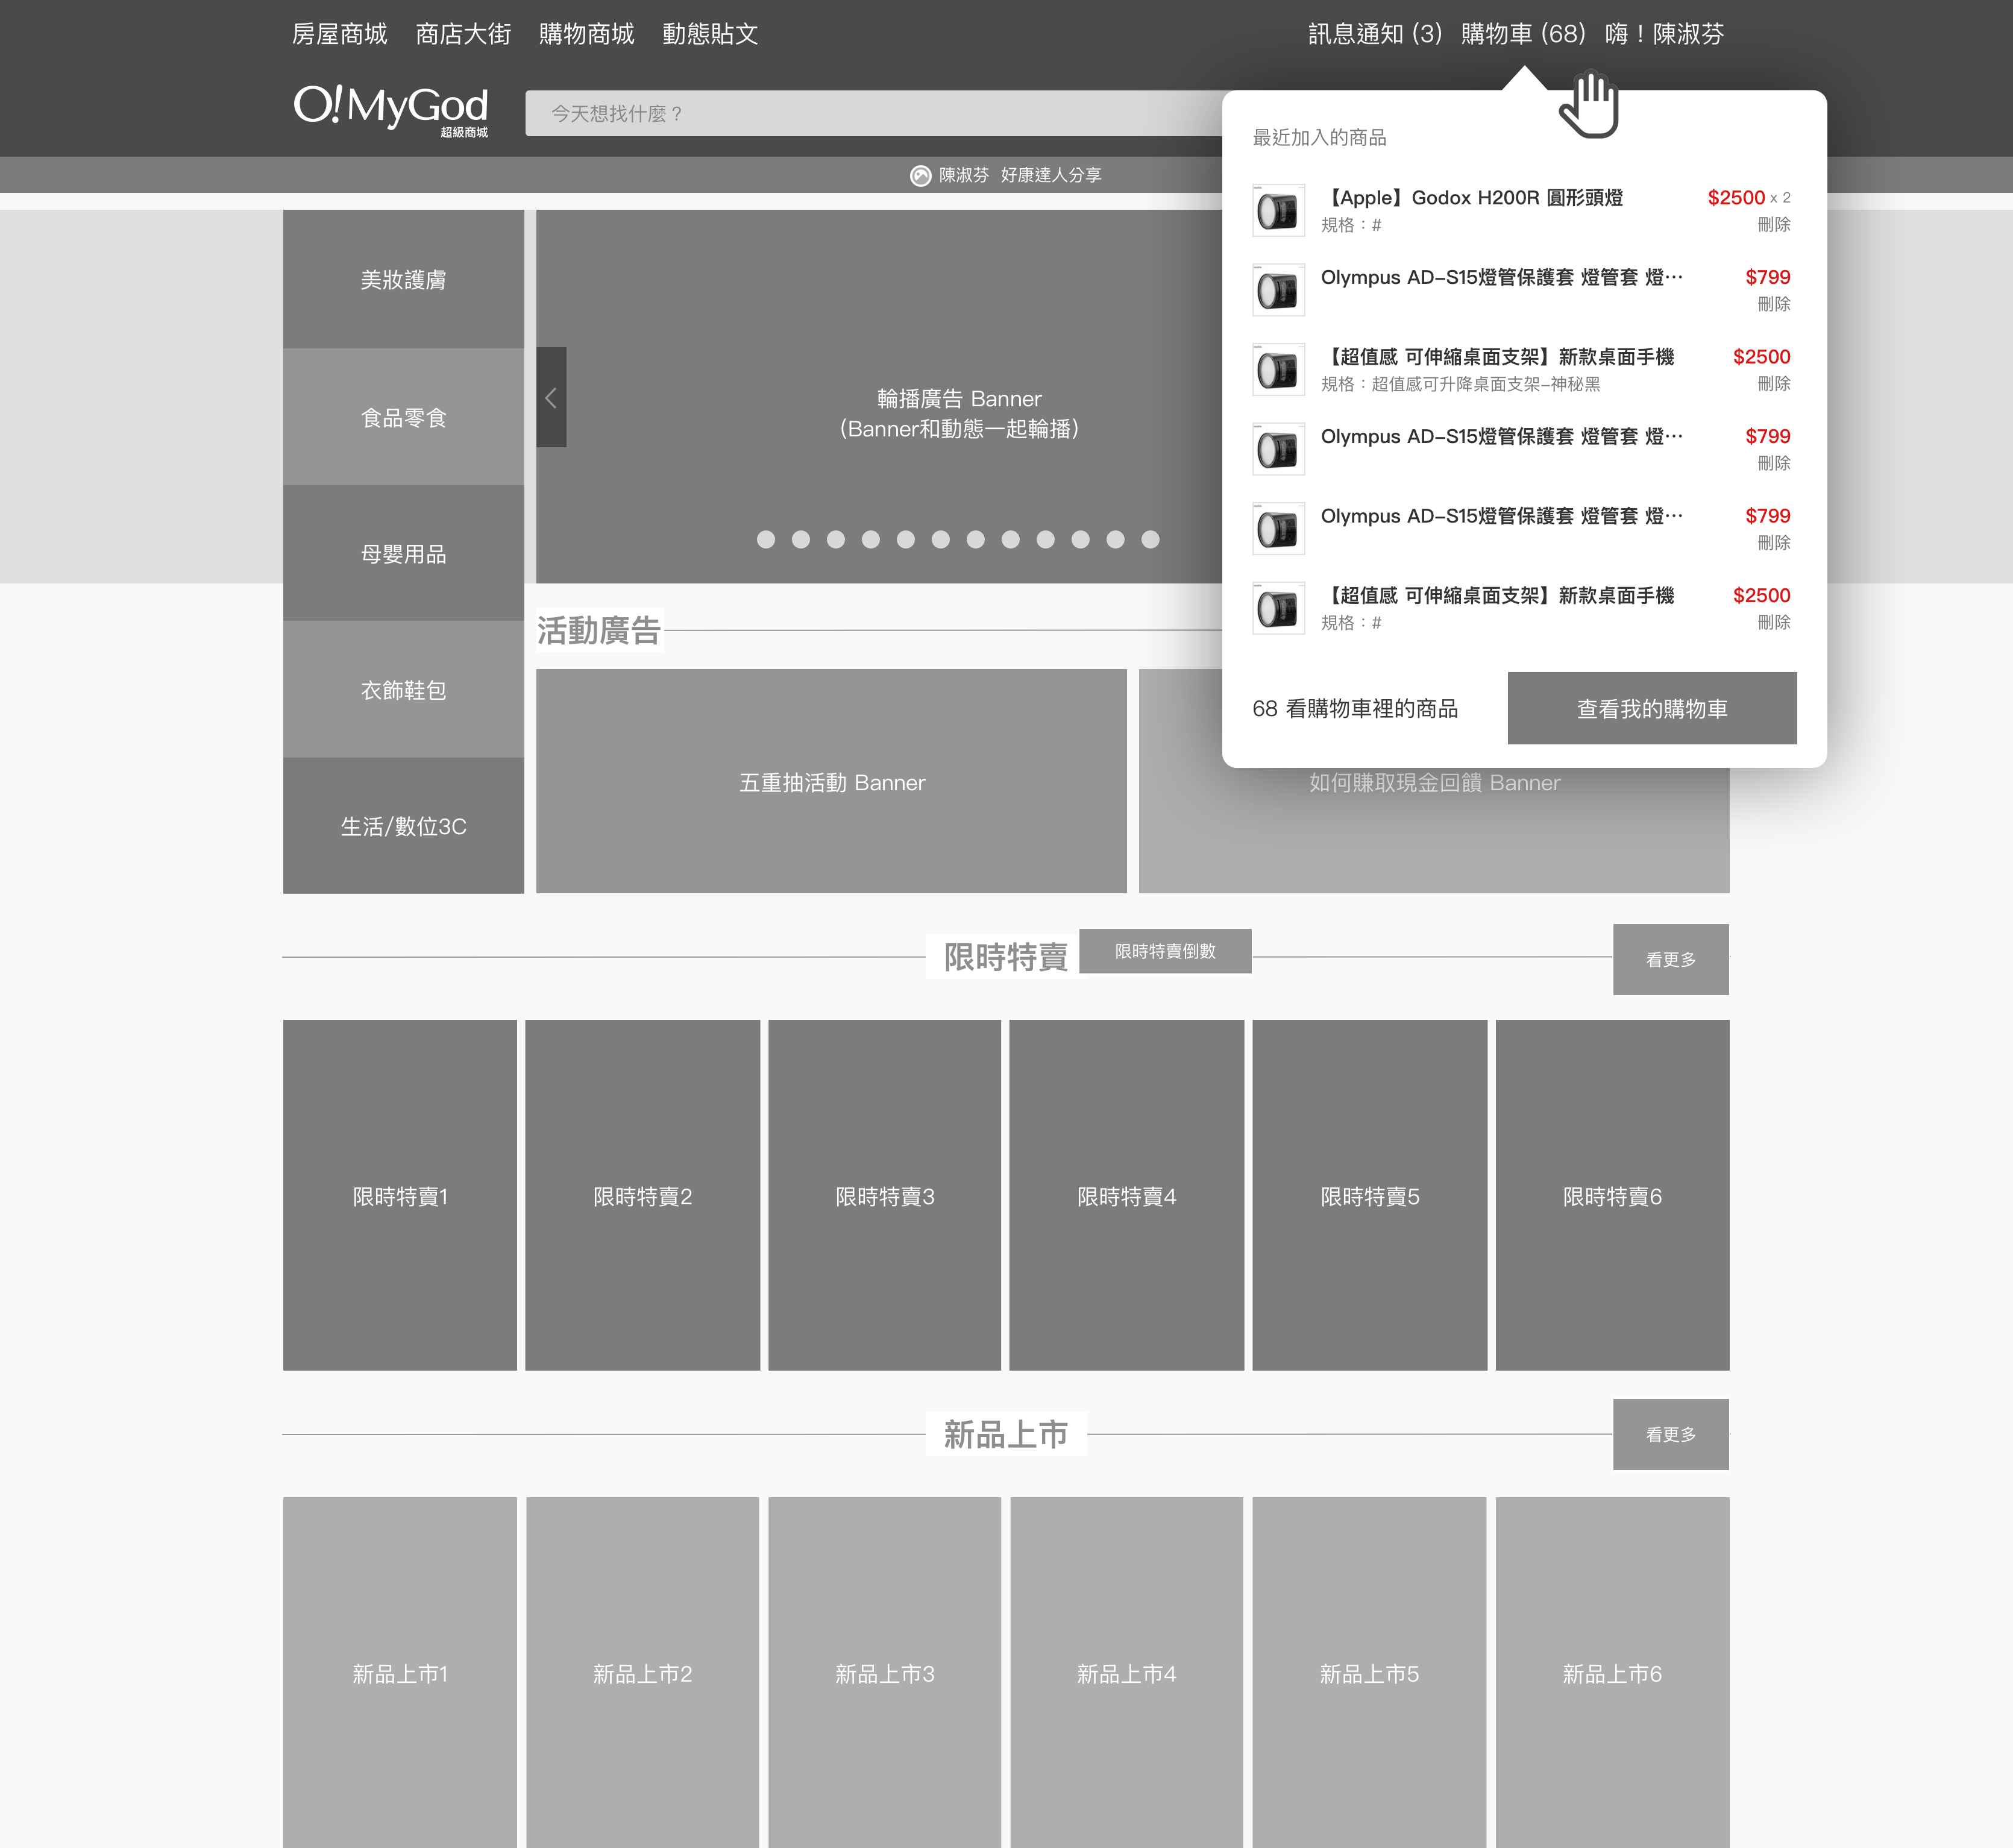 房屋商城 商店大街 購物商城 動態貼文
訊息通知 (3) 購物車 (68) 嗨！陳淑芬
O!MyGod
超級商城
今天想找什麼？
陳淑芬 好康達人分享
最近加入的商品
【Apple】Godox H200R 圓形頭燈 $2500 x 2
規格：# 刪除
Olympus AD-S15燈管保護套 燈管套 燈… $799
刪除
【超值感 可伸縮桌面支架】新款桌面手機 $2500
規格：超值感可升降桌面支架-神秘黑 刪除
Olympus AD-S15燈管保護套 燈管套 燈… $799
刪除
Olympus AD-S15燈管保護套 燈管套 燈… $799
刪除
【超值感 可伸縮桌面支架】新款桌面手機 $2500
規格：# 刪除
68 看購物車裡的商品 查看我的購物車
美妝護膚
食品零食
母嬰用品
衣飾鞋包
生活/數位3C
輪播廣告 Banner
(Banner和動態一起輪播)
活動廣告
五重抽活動 Banner
如何賺取現金回饋 Banner
限時特賣 限時特賣倒數 看更多
限時特賣1 限時特賣2 限時特賣3 限時特賣4 限時特賣5 限時特賣6
新品上市 看更多
新品上市1 新品上市2 新品上市3 新品上市4 新品上市5 新品上市6